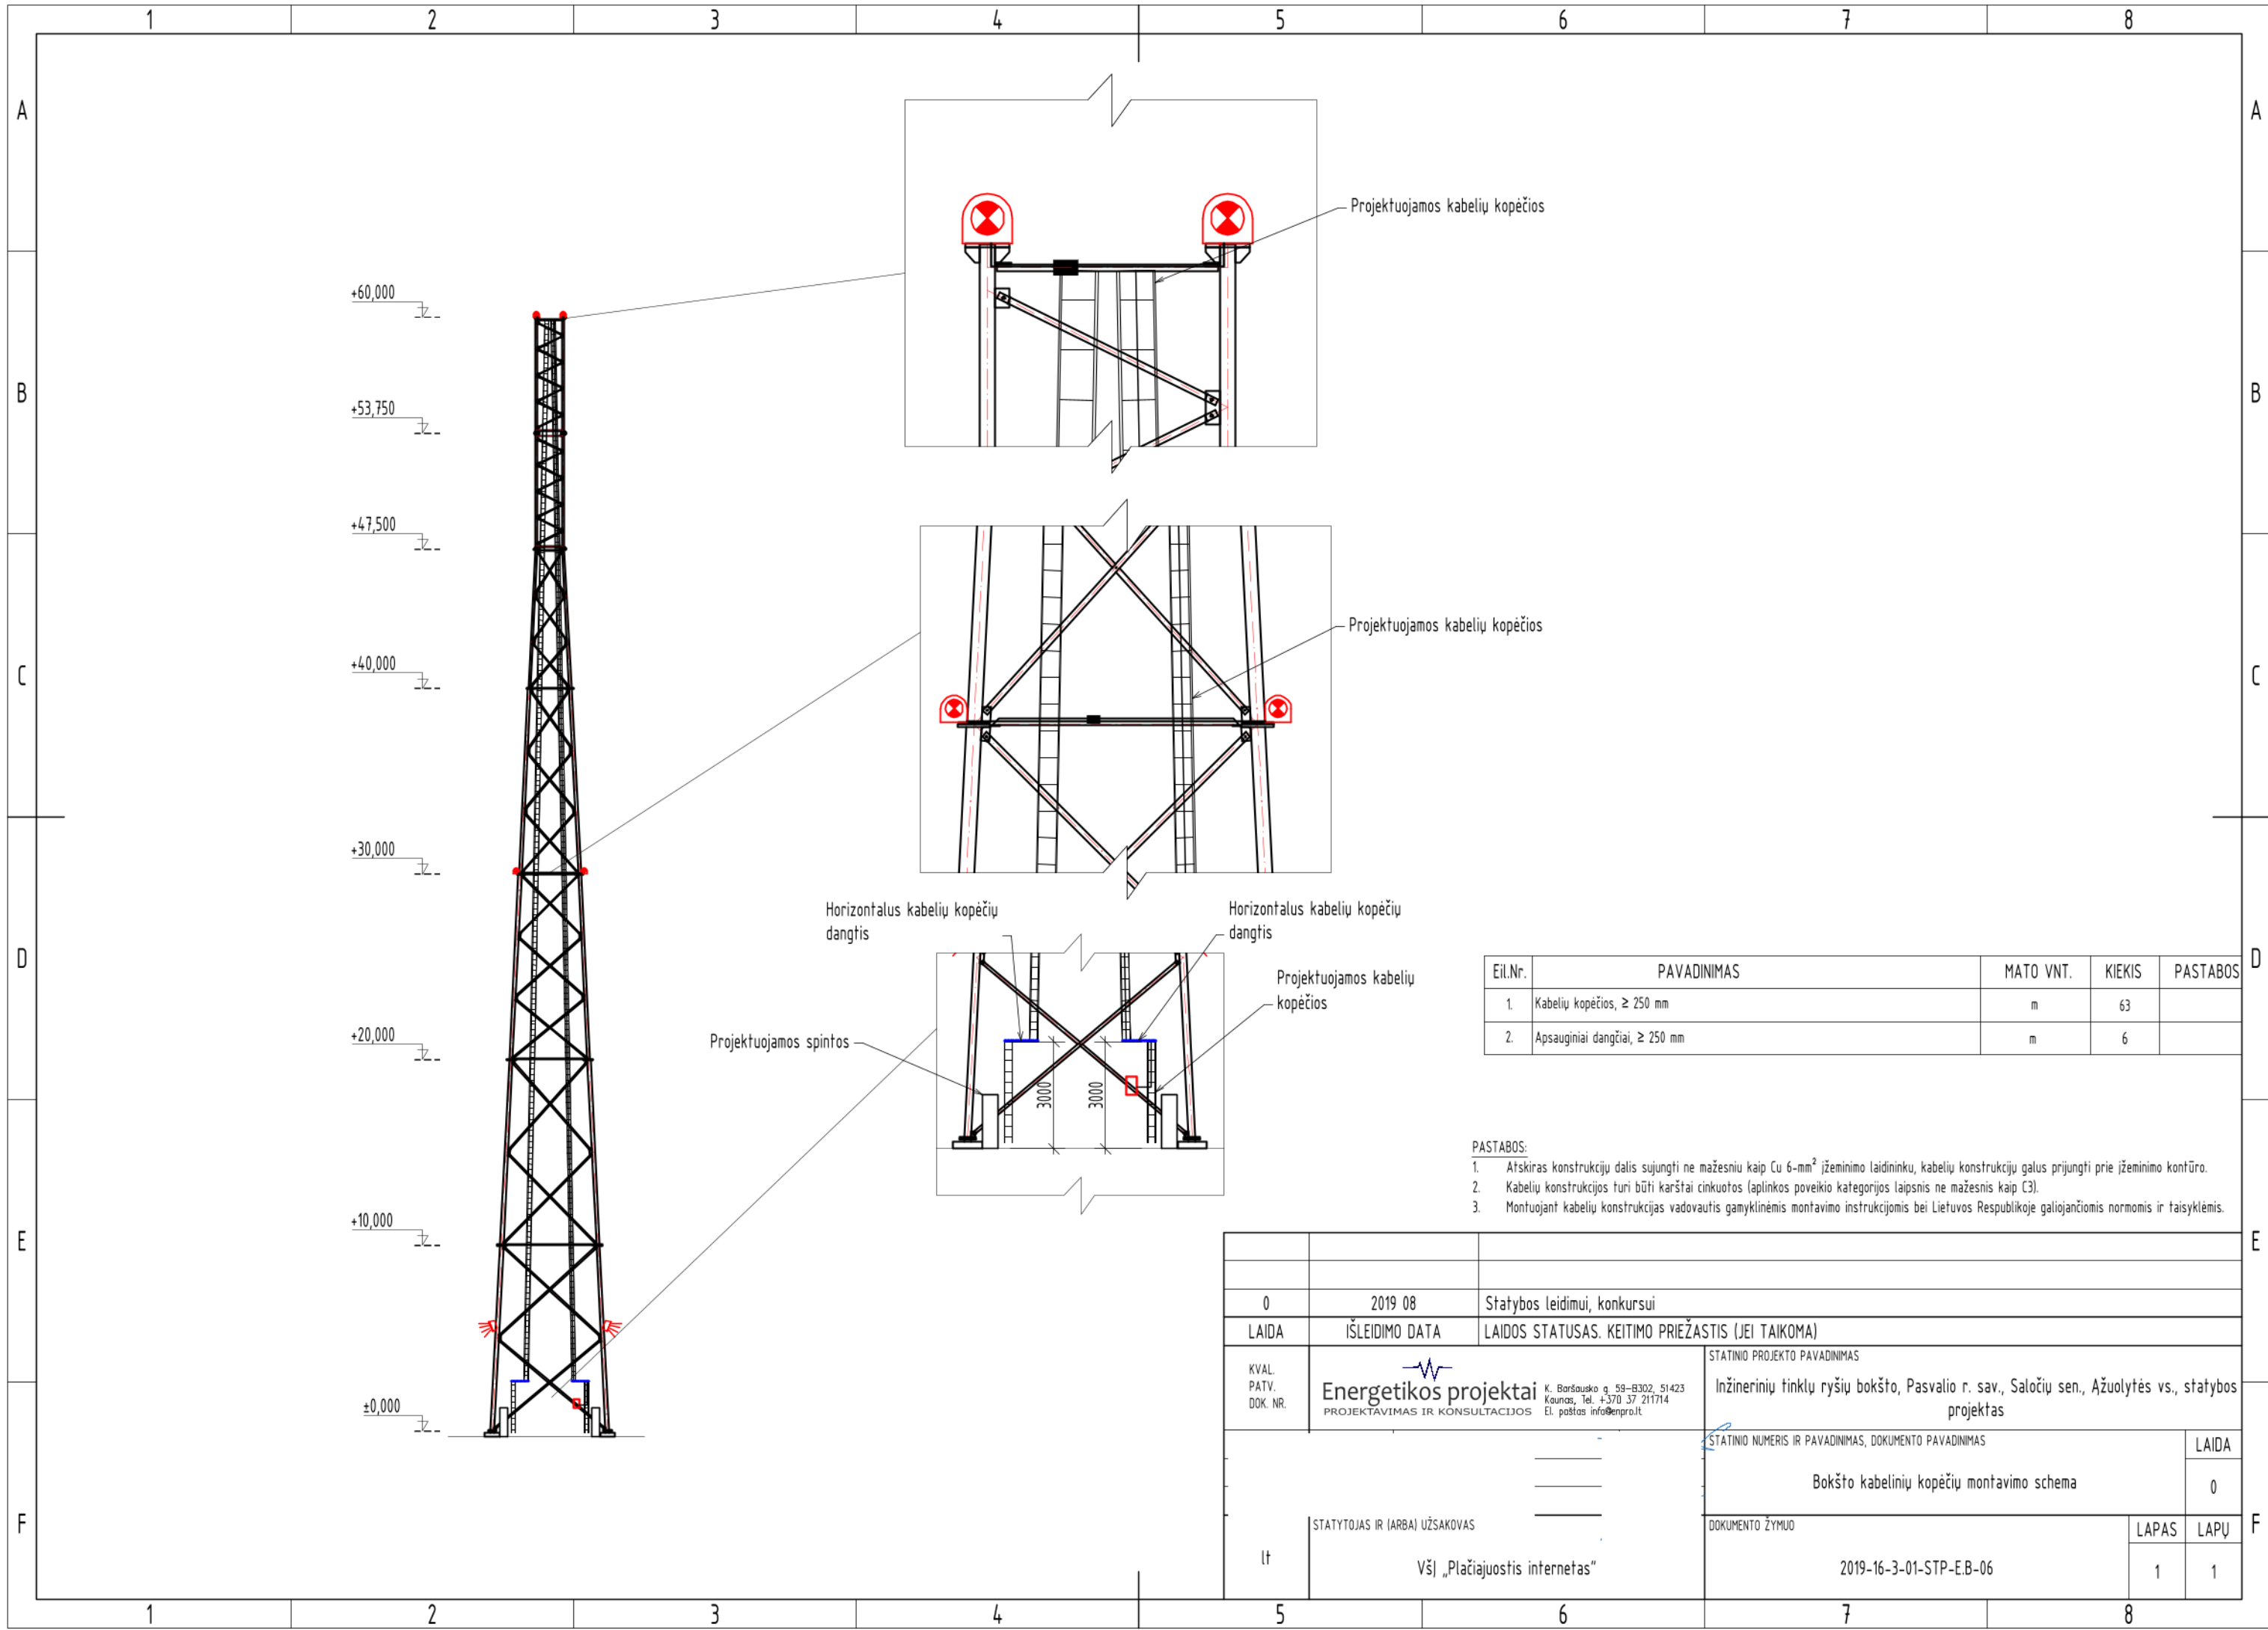 1 2 3 4 5 6 7 8
A A
B B
C C
D D
E E
F F
+60,000
+53,750
+47,500
+40,000
+30,000
+20,000
+10,000
±0,000
Projektuojamos kabelių kopėčios
Projektuojamos kabelių kopėčios
Horizontalus kabelių kopėčių
dangtis
Horizontalus kabelių kopėčių
dangtis
Projektuojamos kabelių
kopėčios
Projektuojamos spintos
3000
3000
Eil.Nr. PAVADINIMAS MATO VNT. KIEKIS PASTABOS
1. Kabelių kopėčios, ≥ 250 mm m 63
2. Apsauginiai dangčiai, ≥ 250 mm m 6
PASTABOS:
1. Atskiras konstrukcijų dalis sujungti ne mažesniu kaip Cu 6-mm² įžeminimo laidininku, kabelių konstrukcijų galus prijungti prie įžeminimo kontūro.
2. Kabelių konstrukcijos turi būti karštai cinkuotos (aplinkos poveikio kategorijos laipsnis ne mažesnis kaip C3).
3. Montuojant kabelių konstrukcijas vadovautis gamyklinėmis montavimo instrukcijomis bei Lietuvos Respublikoje galiojančiomis normomis ir taisyklėmis.
0 2019 08 Statybos leidimui, konkursui
LAIDA IŠLEIDIMO DATA LAIDOS STATUSAS. KEITIMO PRIEŽASTIS (JEI TAIKOMA)
KVAL.
PATV.
DOK. NR.
Energetikos projektai
PROJEKTAVIMAS IR KONSULTACIJOS
K. Baršausko g. 59-B302, 51423
Kaunas, Tel. +370 37 211714
El. paštas info@enpro.lt
STATINIO PROJEKTO PAVADINIMAS
Inžinerinių tinklų ryšių bokšto, Pasvalio r. sav., Saločių sen., Ąžuolytės vs., statybos
projektas
STATINIO NUMERIS IR PAVADINIMAS, DOKUMENTO PAVADINIMAS
LAIDA
Bokšto kabelinių kopėčių montavimo schema
0
lt
STATYTOJAS IR (ARBA) UŽSAKOVAS
VšĮ „Plačiajuostis internetas"
DOKUMENTO ŽYMUO
LAPAS LAPŲ
2019-16-3-01-STP-E.B-06
1 1
1 2 3 4 5 6 7 8